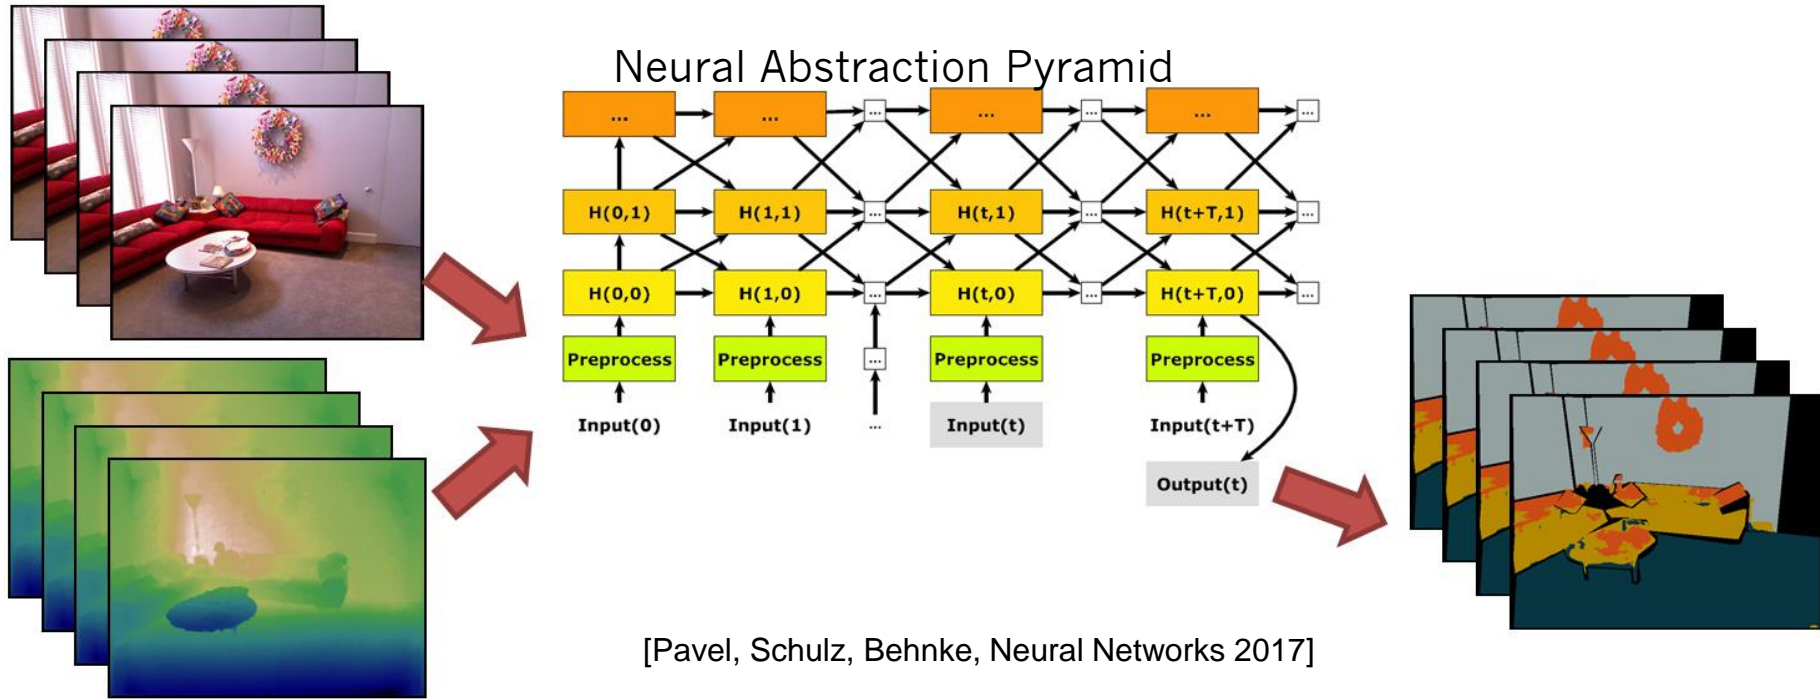 Neural Abstraction Pyramid
... ... ... ... ... ... ...
H(0,1) H(1,1) ... H(t,1) ... H(t+T,1) ...
H(0,0) H(1,0) ... H(t,0) ... H(t+T,0) ...
Preprocess Preprocess ... Preprocess Preprocess
Input(0) Input(1) ... Input(t) Input(t+T)
Output(t)
[Pavel, Schulz, Behnke, Neural Networks 2017]